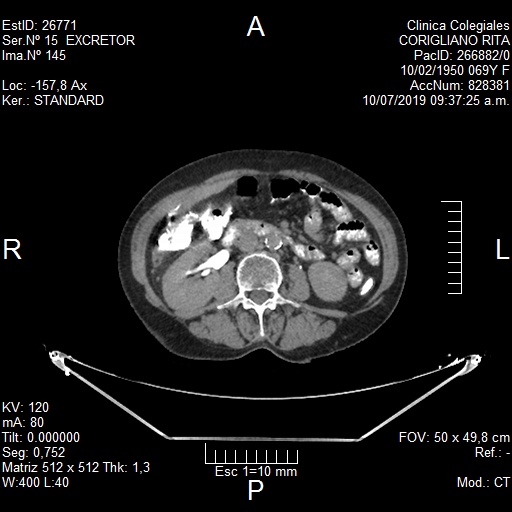 EstID: 26771
Ser.Nº 15 EXCRETOR
Ima.Nº 145
Loc: -157,8 Ax
Ker.: STANDARD
A
Clinica Colegiales
CORIGLIANO RITA
PacID: 266882/0
10/02/1950 069Y F
AccNum: 828381
10/07/2019 09:37:25 a.m.
R
L
KV: 120
mA: 80
Tilt: 0.000000
Seg: 0,752
Matriz 512 x 512 Thk: 1,3
W:400 L:40
Esc 1=10 mm
P
FOV: 50 x 49,8 cm
Ref.: -
Mod.: CT